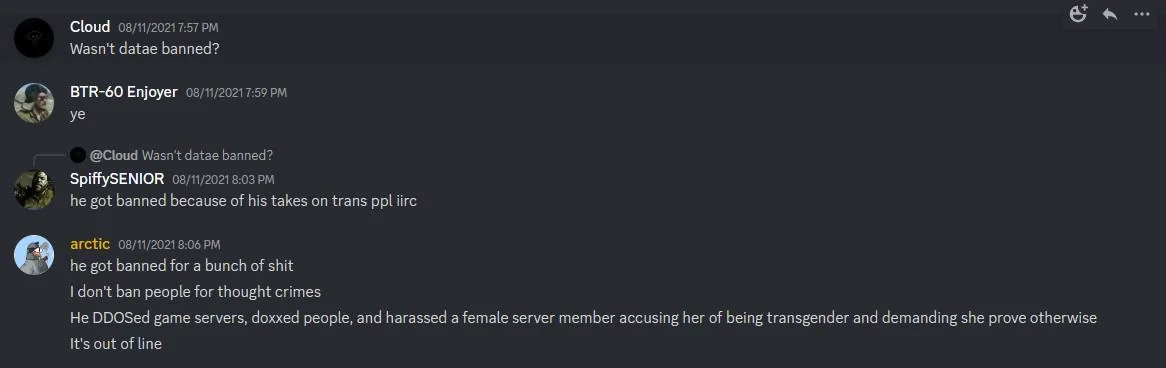 Cloud 08/11/2021 7:57 PM
Wasn't datae banned?
BTR-60 Enjoyer 08/11/2021 7:59 PM
ye
@Cloud Wasn't datae banned?
SpiffySENIOR 08/11/2021 8:03 PM
he got banned because of his takes on trans ppl iirc
arctic 08/11/2021 8:06 PM
he got banned for a bunch of shit
I don't ban people for thought crimes
He DDOSed game servers, doxxed people, and harassed a female server member accusing her of being transgender and demanding she prove otherwise
It's out of line